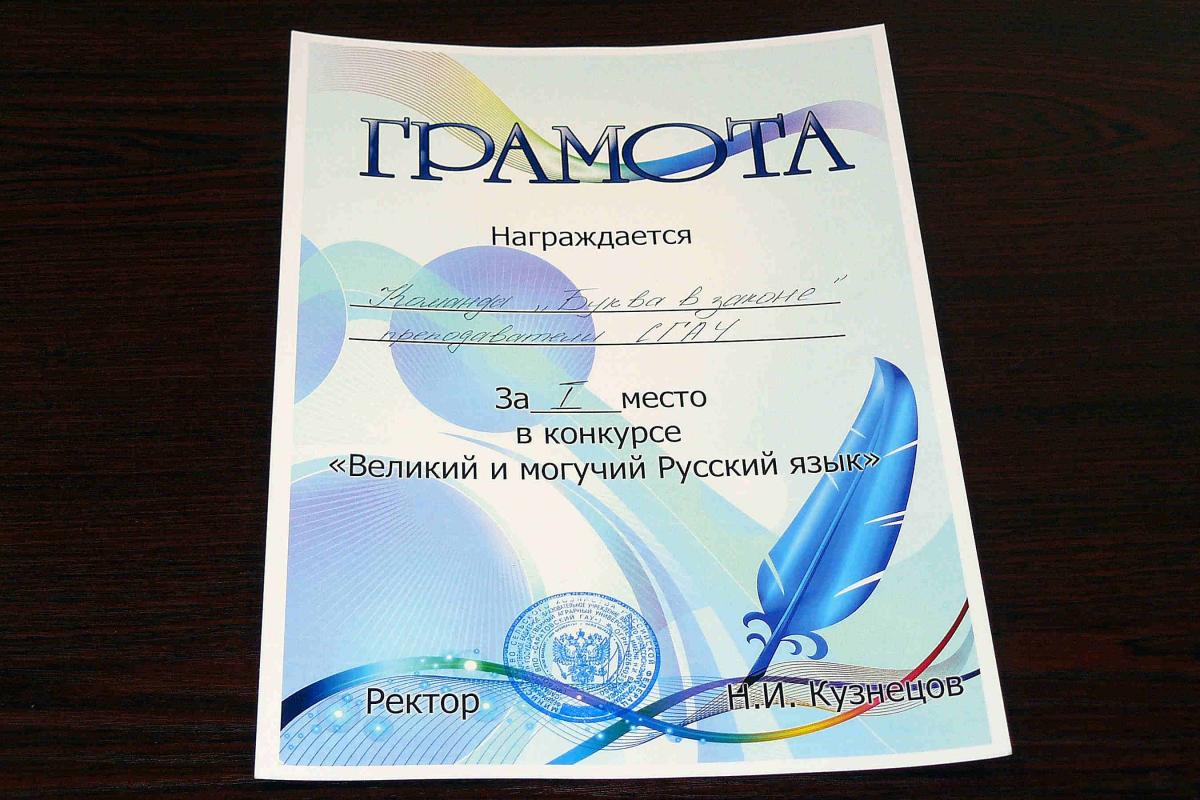 ГРАМОТА
Награждается
Команда „Буква в законе"
преподаватели СГАУ
За I место
в конкурсе
«Великий и могучий Русский язык»
Ректор
Н.И. Кузнецов